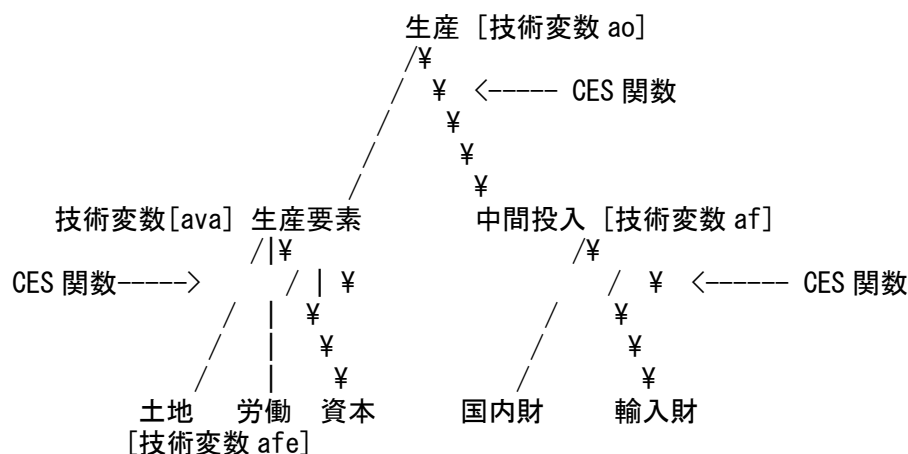 生産 [技術変数 ao]
/¥
/ ¥ <----- CES 関数
/ ¥
/ ¥
/ ¥
技術変数[ava] 生産要素 中間投入 [技術変数 af]
/|¥ /¥
CES 関数-----> / | ¥ / ¥ <------ CES 関数
/ | ¥ / ¥
/ | ¥ / ¥
/ | ¥ / ¥
土地 労働 資本 国内財 輸入財
[技術変数 afe]